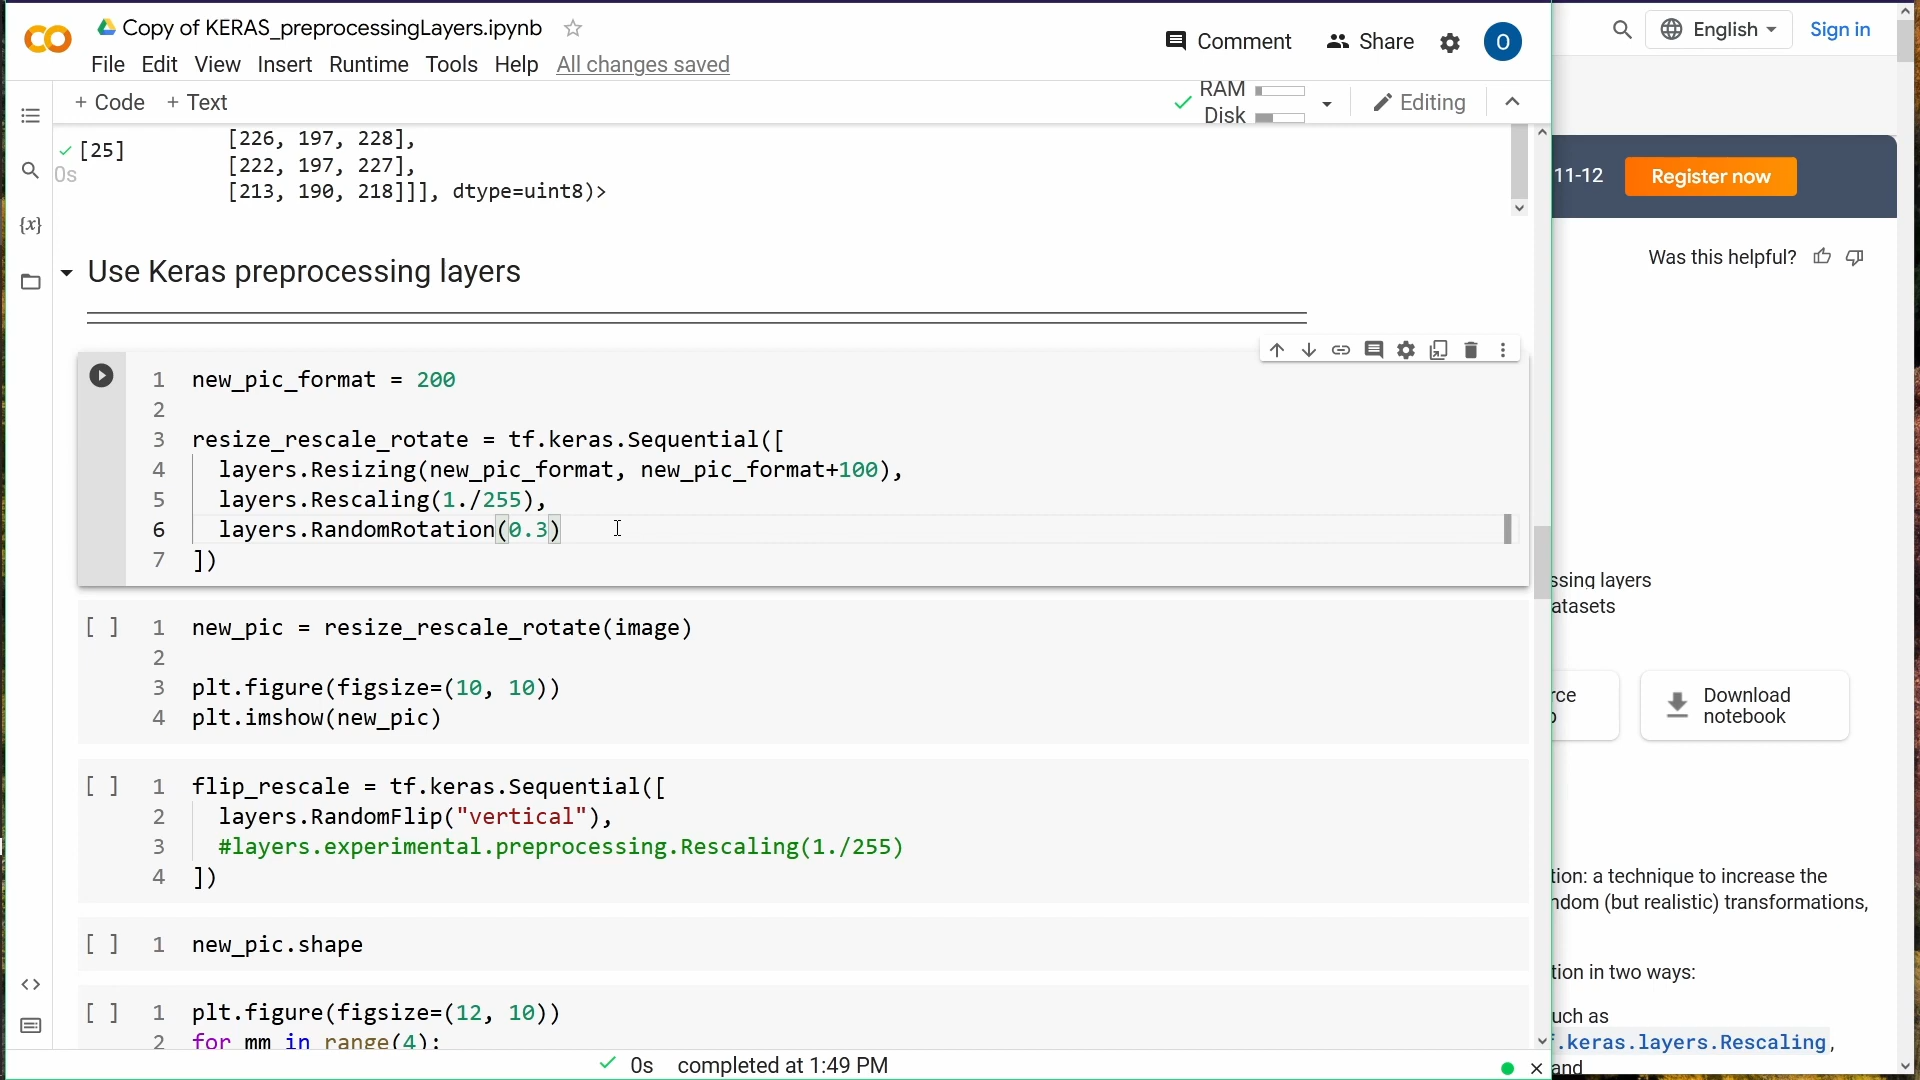 Copy of KERAS_preprocessingLayers.ipynb
File Edit View Insert Runtime Tools Help All changes saved
Comment Share O
English Sign in
+ Code + Text
RAM
Disk
Editing
[25]
0s
[226, 197, 228],
[222, 197, 227],
[213, 190, 218]]], dtype=uint8)>
11-12 Register now
Was this helpful?
{x}
Use Keras preprocessing layers
1 new_pic_format = 200
2
3 resize_rescale_rotate = tf.keras.Sequential([
4 layers.Resizing(new_pic_format, new_pic_format+100),
5 layers.Rescaling(1./255),
6 layers.RandomRotation(0.3)
7 ])
[ ] 1 new_pic = resize_rescale_rotate(image)
2
3 plt.figure(figsize=(10, 10))
4 plt.imshow(new_pic)
[ ] 1 flip_rescale = tf.keras.Sequential([
2 layers.RandomFlip("vertical"),
3 #layers.experimental.preprocessing.Rescaling(1./255)
4 ])
[ ] 1 new_pic.shape
[ ] 1 plt.figure(figsize=(12, 10))
2 for mm in range(4):
0s completed at 1:49 PM
ssing layers
atasets
rce
Download
notebook
tion: a technique to increase the
ndom (but realistic) transformations,
tion in two ways:
uch as
.keras.layers.Rescaling,
and